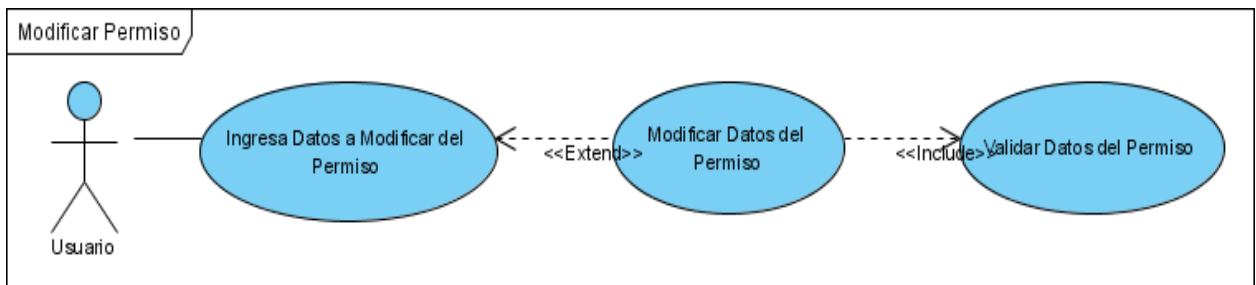 Modificar Permiso
Ingresa Datos a Modificar del
Permiso
<<Extend>>
Modificar Datos del
Permiso
<<Include>>
Validar Datos del Permiso
Usuario